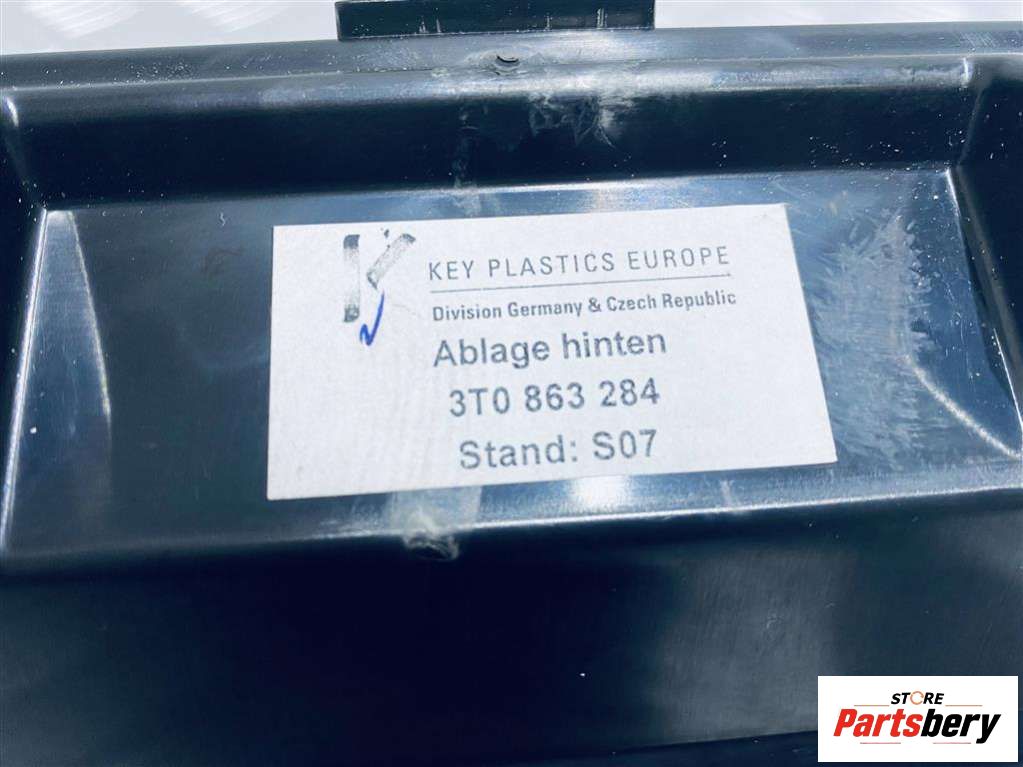 KEY PLASTICS EUROPE
Division Germany & Czech Republic
Ablage hinten
3T0 863 284
Stand: S07
STORE
Partsbery